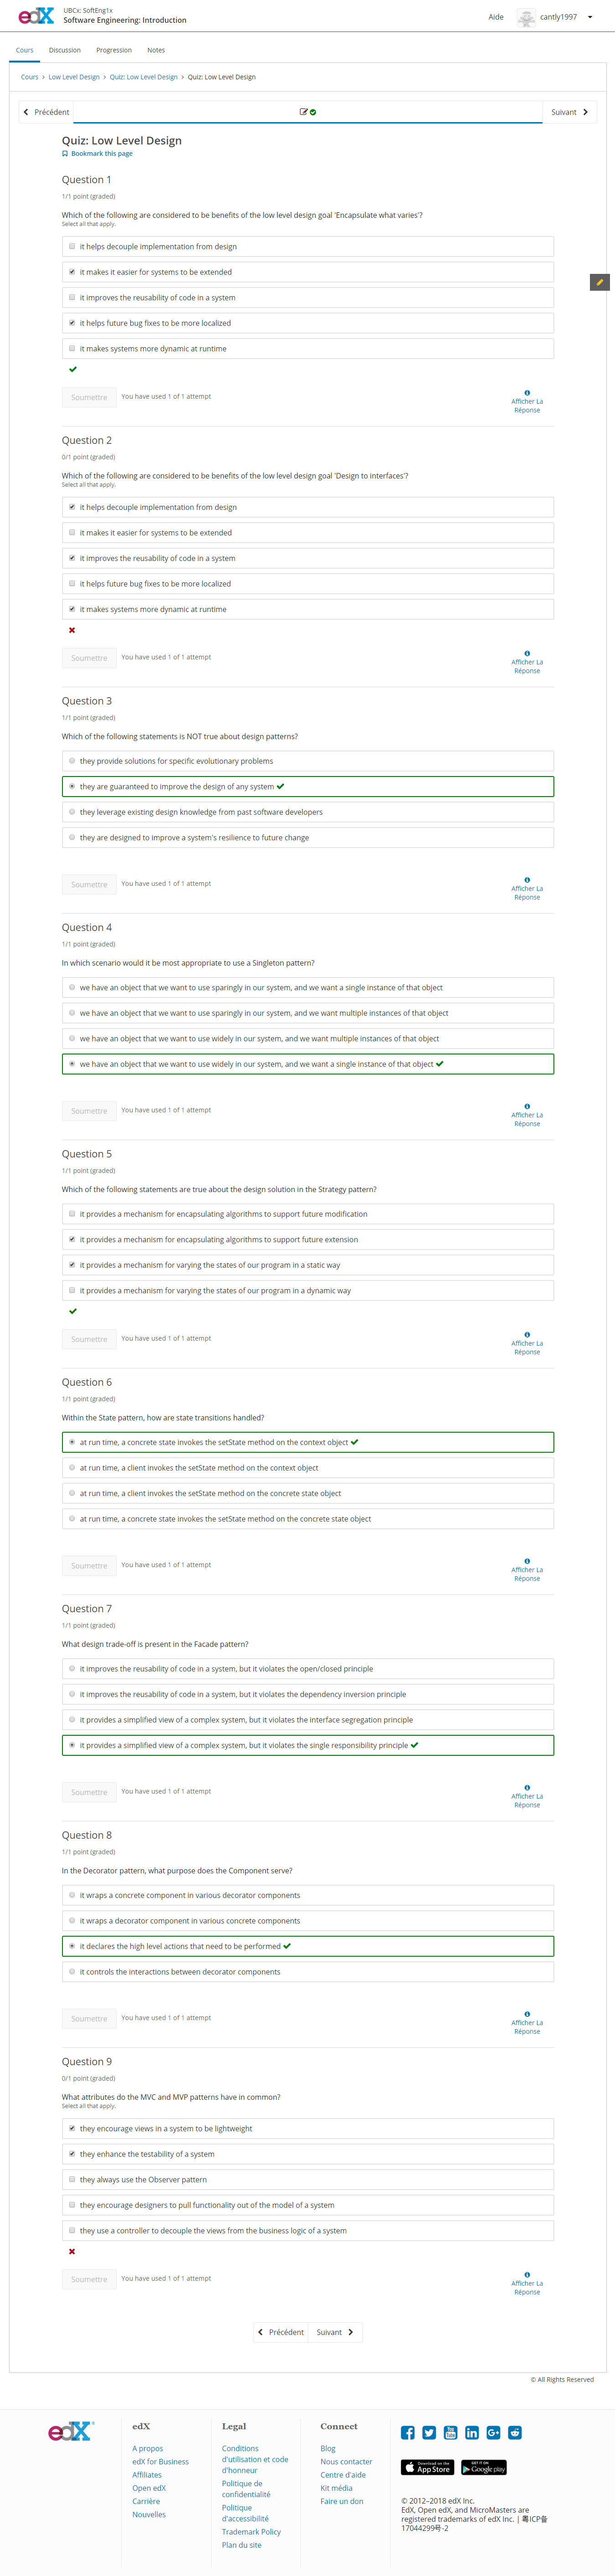 edX
UBCx: SoftEng1x
Software Engineering: Introduction
Aide
cantly1997
Cours Discussion Progression Notes
Cours > Low Level Design > Quiz: Low Level Design > Quiz: Low Level Design
Précédent
Suivant
Quiz: Low Level Design
Bookmark this page
Question 1
1/1 point (graded)
Which of the following are considered to be benefits of the low level design goal 'Encapsulate what varies'?
Select all that apply.
it helps decouple implementation from design
it makes it easier for systems to be extended
it improves the reusability of code in a system
it helps future bug fixes to be more localized
it makes systems more dynamic at runtime
Soumettre
You have used 1 of 1 attempt
Afficher La
Réponse
Question 2
0/1 point (graded)
Which of the following are considered to be benefits of the low level design goal 'Design to interfaces'?
Select all that apply.
it helps decouple implementation from design
it makes it easier for systems to be extended
it improves the reusability of code in a system
it helps future bug fixes to be more localized
it makes systems more dynamic at runtime
Soumettre
You have used 1 of 1 attempt
Afficher La
Réponse
Question 3
1/1 point (graded)
Which of the following statements is NOT true about design patterns?
they provide solutions for specific evolutionary problems
they are guaranteed to improve the design of any system
they leverage existing design knowledge from past software developers
they are designed to improve a system's resilience to future change
Soumettre
You have used 1 of 1 attempt
Afficher La
Réponse
Question 4
1/1 point (graded)
In which scenario would it be most appropriate to use a Singleton pattern?
we have an object that we want to use sparingly in our system, and we want a single instance of that object
we have an object that we want to use sparingly in our system, and we want multiple instances of that object
we have an object that we want to use widely in our system, and we want multiple instances of that object
we have an object that we want to use widely in our system, and we want a single instance of that object
Soumettre
You have used 1 of 1 attempt
Afficher La
Réponse
Question 5
1/1 point (graded)
Which of the following statements are true about the design solution in the Strategy pattern?
it provides a mechanism for encapsulating algorithms to support future modification
it provides a mechanism for encapsulating algorithms to support future extension
it provides a mechanism for varying the states of our program in a static way
it provides a mechanism for varying the states of our program in a dynamic way
Soumettre
You have used 1 of 1 attempt
Afficher La
Réponse
Question 6
1/1 point (graded)
Within the State pattern, how are state transitions handled?
at run time, a concrete state invokes the setState method on the context object
at run time, a client invokes the setState method on the context object
at run time, a client invokes the setState method on the concrete state object
at run time, a concrete state invokes the setState method on the concrete state object
Soumettre
You have used 1 of 1 attempt
Afficher La
Réponse
Question 7
1/1 point (graded)
What design trade-off is present in the Facade pattern?
it improves the reusability of code in a system, but it violates the open/closed principle
it improves the reusability of code in a system, but it violates the dependency inversion principle
it provides a simplified view of a complex system, but it violates the interface segregation principle
it provides a simplified view of a complex system, but it violates the single responsibility principle
Soumettre
You have used 1 of 1 attempt
Afficher La
Réponse
Question 8
1/1 point (graded)
In the Decorator pattern, what purpose does the Component serve?
it wraps a concrete component in various decorator components
it wraps a decorator component in various concrete components
it declares the high level actions that need to be performed
it controls the interactions between decorator components
Soumettre
You have used 1 of 1 attempt
Afficher La
Réponse
Question 9
0/1 point (graded)
What attributes do the MVC and MVP patterns have in common?
Select all that apply.
they encourage views in a system to be lightweight
they enhance the testability of a system
they always use the Observer pattern
they encourage designers to pull functionality out of the model of a system
they use a controller to decouple the views from the business logic of a system
Soumettre
You have used 1 of 1 attempt
Afficher La
Réponse
Précédent
Suivant
© All Rights Reserved
edX
edX
A propos
edX for Business
Affiliates
Open edX
Carrière
Nouvelles
Legal
Conditions
d'utilisation et code
d'honneur
Politique de
confidentialité
Politique
d'accessibilité
Trademark Policy
Plan du site
Connect
Blog
Nous contacter
Centre d'aide
Kit média
Faire un don
Download on the
App Store
GET IT ON
Google play
© 2012–2018 edX Inc.
EdX, Open edX, and MicroMasters are
registered trademarks of edX Inc. | 粤ICP备
17044299号-2